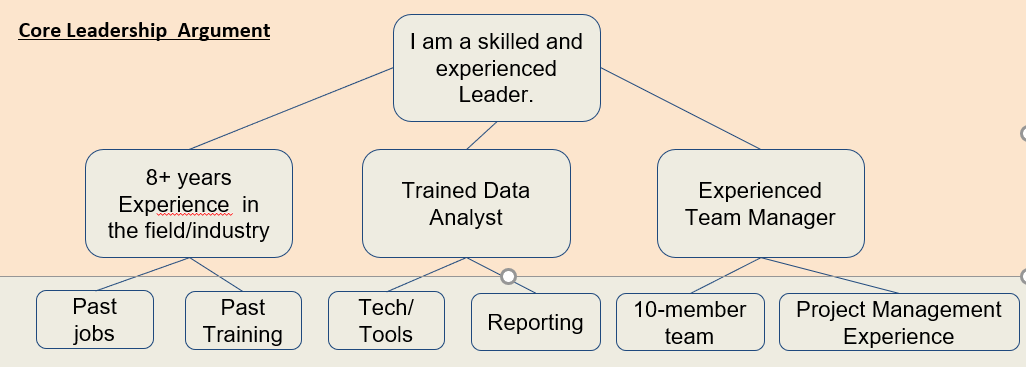 Core Leadership Argument
I am a skilled and
experienced
Leader.
8+ years
Experience in
the field/industry
Trained Data
Analyst
Experienced
Team Manager
Past
jobs
Past
Training
Tech/
Tools
Reporting
10-member
team
Project Management
Experience